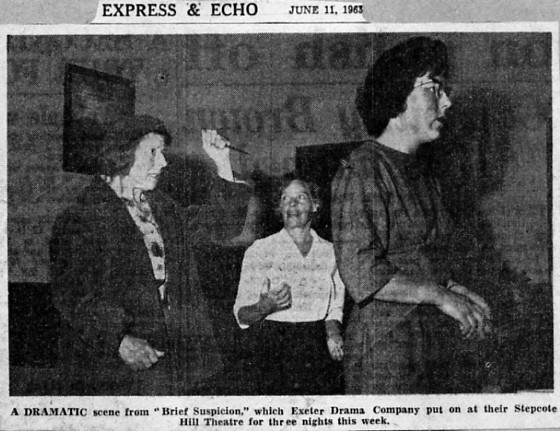 EXPRESS & ECHO JUNE 11, 1963
A DRAMATIC scene from "Brief Suspicion," which Exeter Drama Company put on at their Stepcote
Hill Theatre for three nights this week.